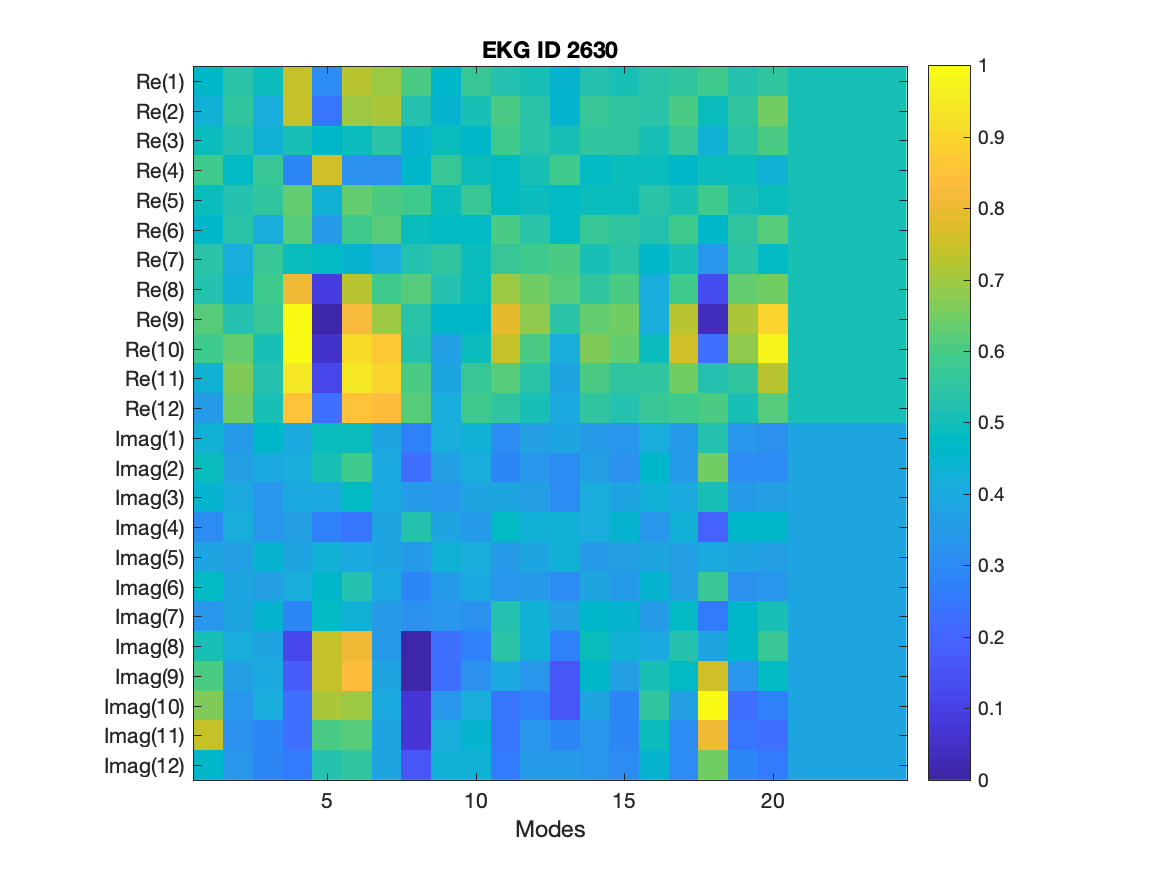 EKG ID 2630
Re(1)
Re(2)
Re(3)
Re(4)
Re(5)
Re(6)
Re(7)
Re(8)
Re(9)
Re(10)
Re(11)
Re(12)
Imag(1)
Imag(2)
Imag(3)
Imag(4)
Imag(5)
Imag(6)
Imag(7)
Imag(8)
Imag(9)
Imag(10)
Imag(11)
Imag(12)
5 10 15 20
Modes
1
0.9
0.8
0.7
0.6
0.5
0.4
0.3
0.2
0.1
0